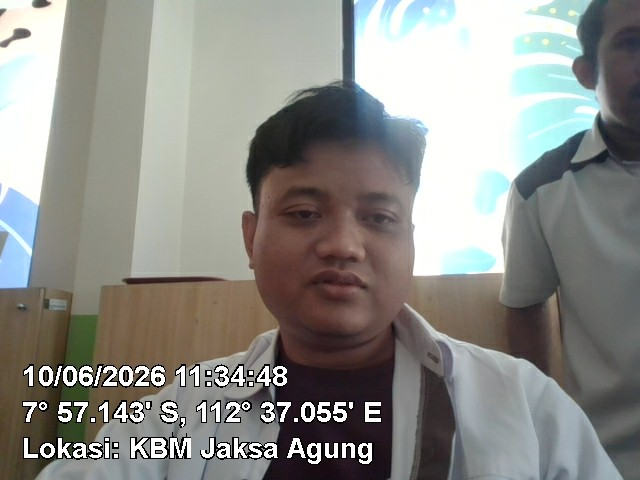 10/06/2026 11:34:48
7° 57.143' S, 112° 37.055' E
Lokasi: KBM Jaksa Agung